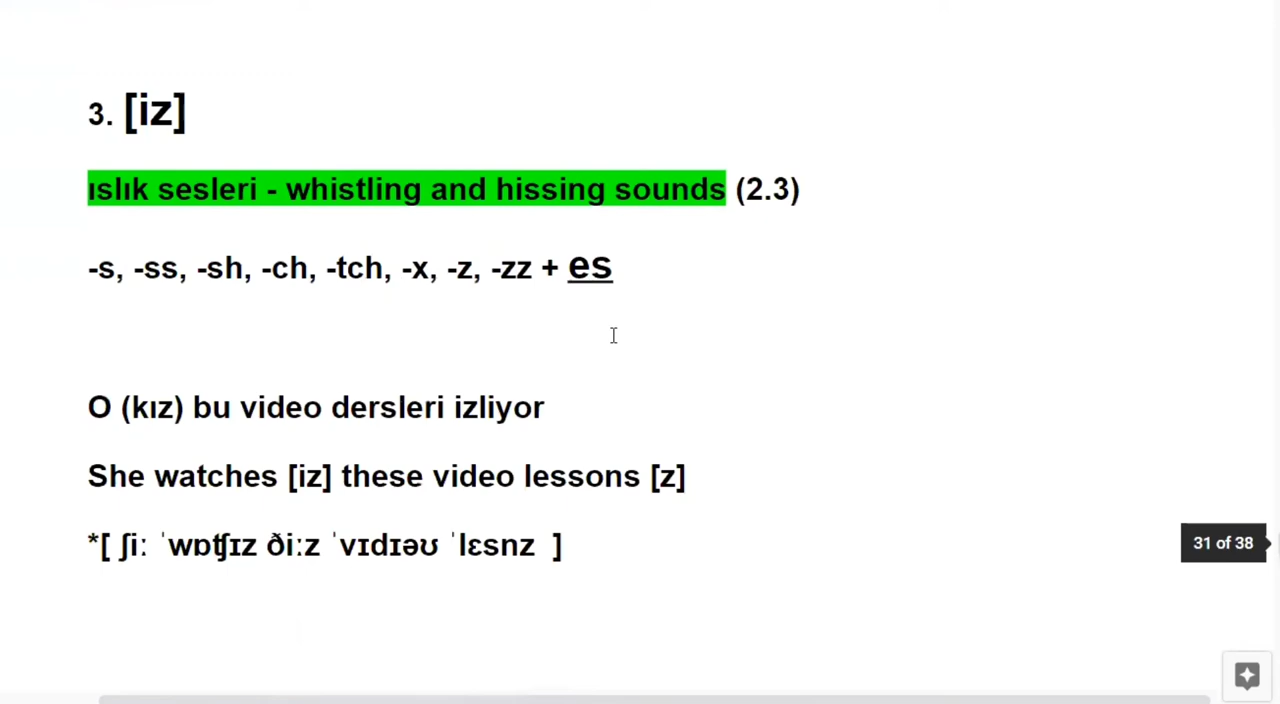 3. [iz]
ıslık sesleri - whistling and hissing sounds (2.3)
-s, -ss, -sh, -ch, -tch, -x, -z, -zz + es
O (kız) bu video dersleri izliyor
She watches [iz] these video lessons [z]
*[ ʃiː ˈwɒʧɪz ðiːz ˈvɪdɪəʊ ˈlɛsnz ]
31 of 38